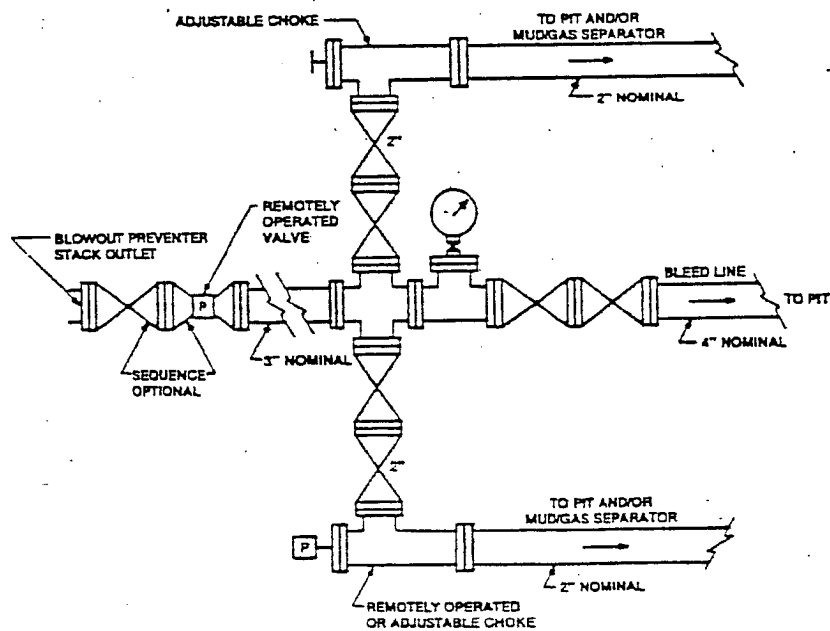 ADJUSTABLE CHOKE
TO PIT AND/OR
MUD/GAS SEPARATOR
2" NOMINAL
2"
REMOTELY
OPERATED
VALVE
BLOWOUT PREVENTER
STACK OUTLET
P
BLEED LINE
TO PIT
3" NOMINAL
4" NOMINAL
SEQUENCE
OPTIONAL
2"
TO PIT AND/OR
MUD/GAS SEPARATOR
P
2" NOMINAL
REMOTELY OPERATED
OR ADJUSTABLE CHOKE